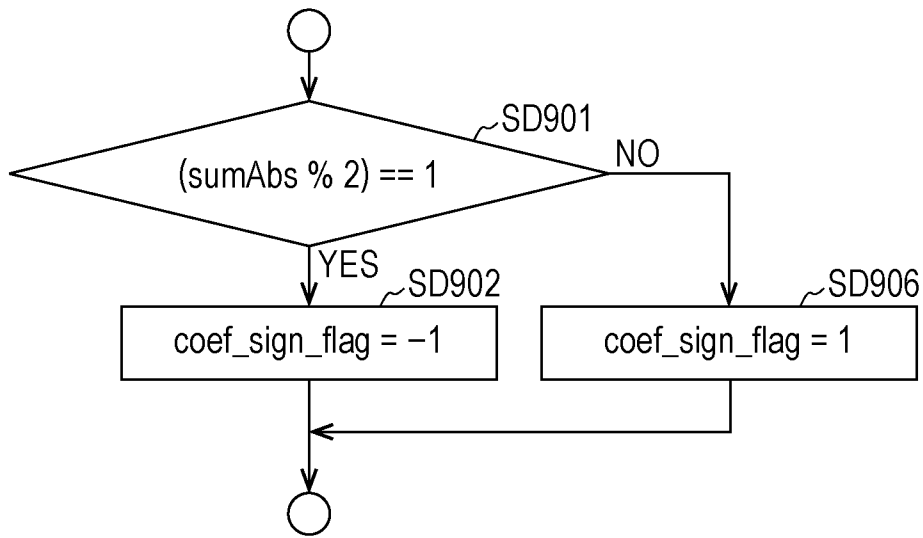 SD901
(sumAbs % 2) == 1
NO
YES
SD902
SD906
coef_sign_flag = –1
coef_sign_flag = 1